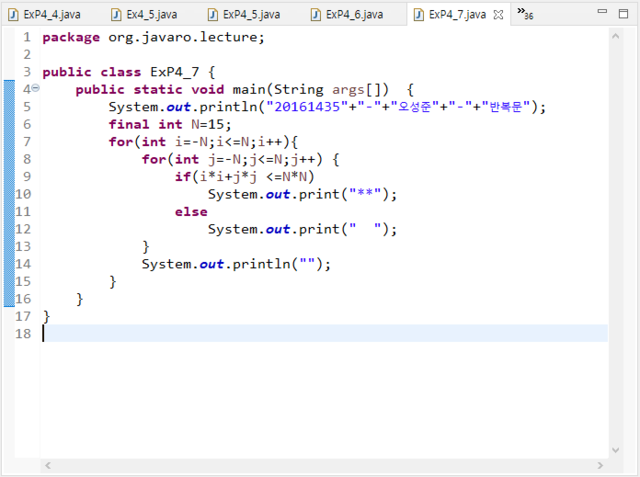 ExP4_4.java Ex4_5.java ExP4_5.java ExP4_6.java ExP4_7.java »36
1 package org.javaro.lecture;
2
3 public class ExP4_7 {
4     public static void main(String args[])  {
5         System.out.println("20161435"+"-"+"오성준"+"-"+"반복문");
6         final int N=15;
7         for(int i=-N;i<=N;i++){
8             for(int j=-N;j<=N;j++) {
9                 if(i*i+j*j <=N*N)
10                     System.out.print("**");
11                 else
12                     System.out.print("  ");
13             }
14             System.out.println("");
15         }
16     }
17 }
18